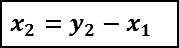 x₂ = y₂ − x₁